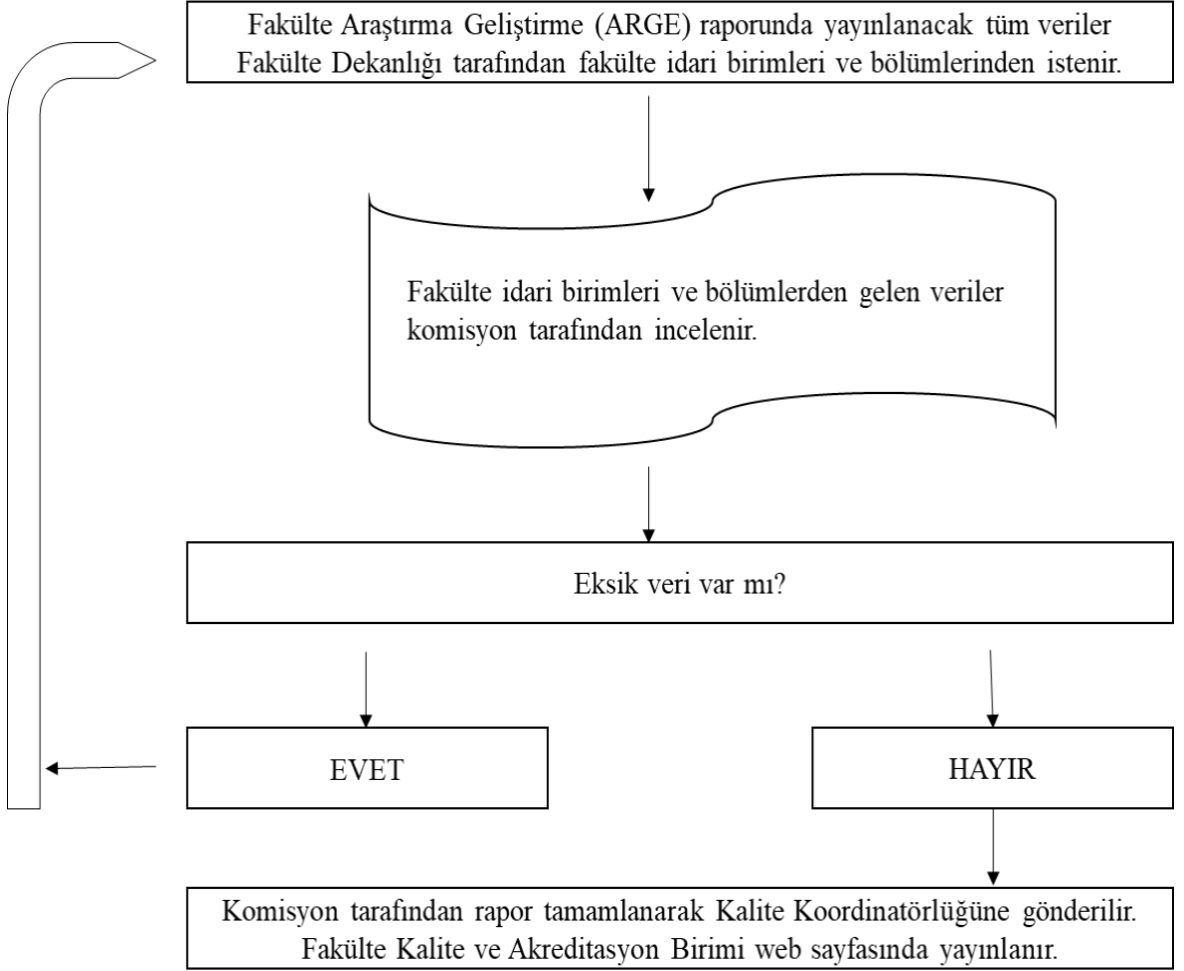 Fakülte Araştırma Geliştirme (ARGE) raporunda yayınlanacak tüm veriler
Fakülte Dekanlığı tarafından fakülte idari birimleri ve bölümlerinden istenir.
Fakülte idari birimleri ve bölümlerden gelen veriler
komisyon tarafından incelenir.
Eksik veri var mı?
EVET
HAYIR
Komisyon tarafından rapor tamamlanarak Kalite Koordinatörlüğüne gönderilir.
Fakülte Kalite ve Akreditasyon Birimi web sayfasında yayınlanır.